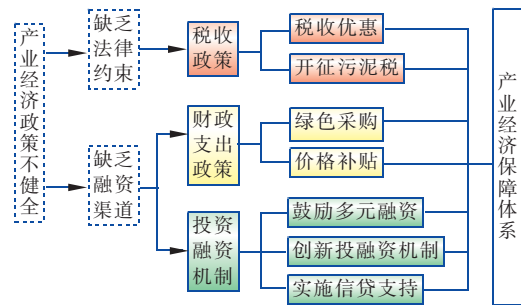 产业经济政策不健全
缺乏
法律
约束
缺乏
融资
渠道
税收
政策
财政
支出
政策
投资
融资
机制
税收优惠
开征污泥税
绿色采购
价格补贴
鼓励多元融资
创新投融资机制
实施信贷支持
产业经济保障体系